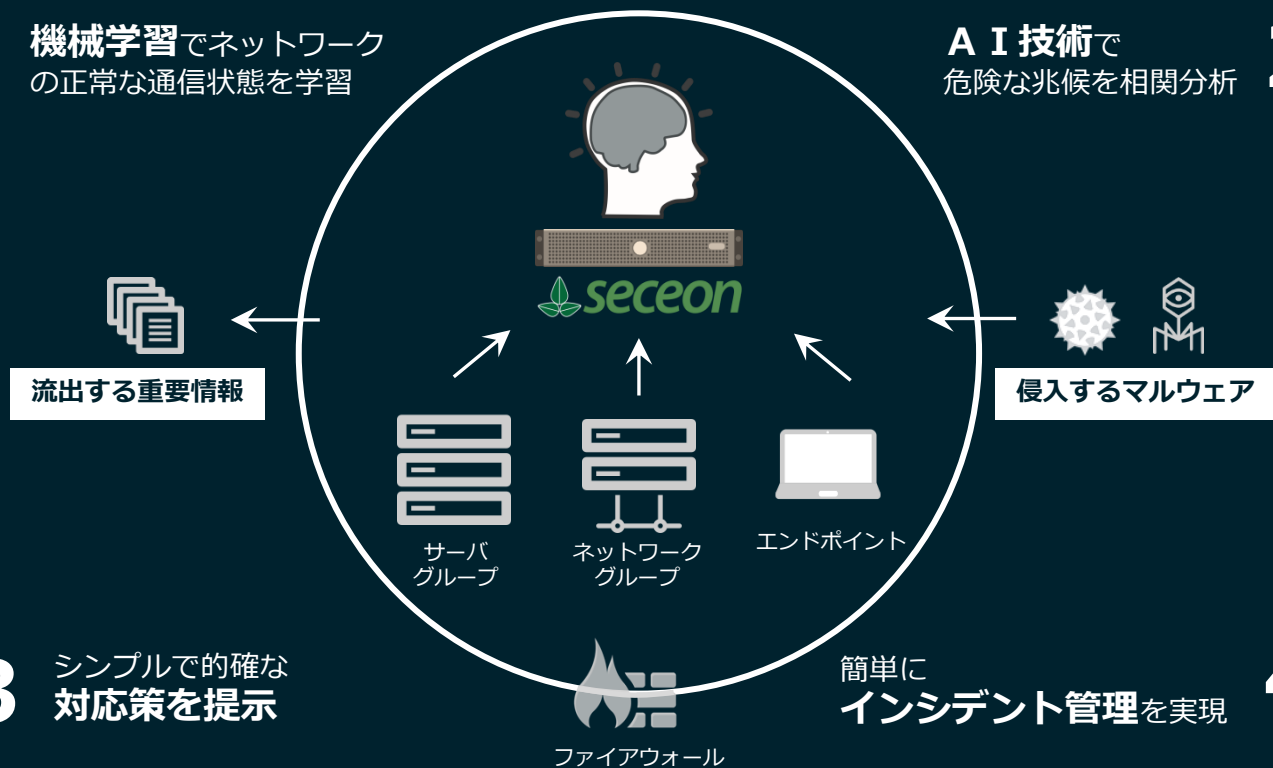 機械学習でネットワーク
の正常な通信状態を学習
ＡＩ技術で
危険な兆候を相関分析
seceon
流出する重要情報
侵入するマルウェア
サーバ
グループ
ネットワーク
グループ
エンドポイント
3
シンプルで的確な
対応策を提示
簡単に
インシデント管理を実現
ファイアウォール